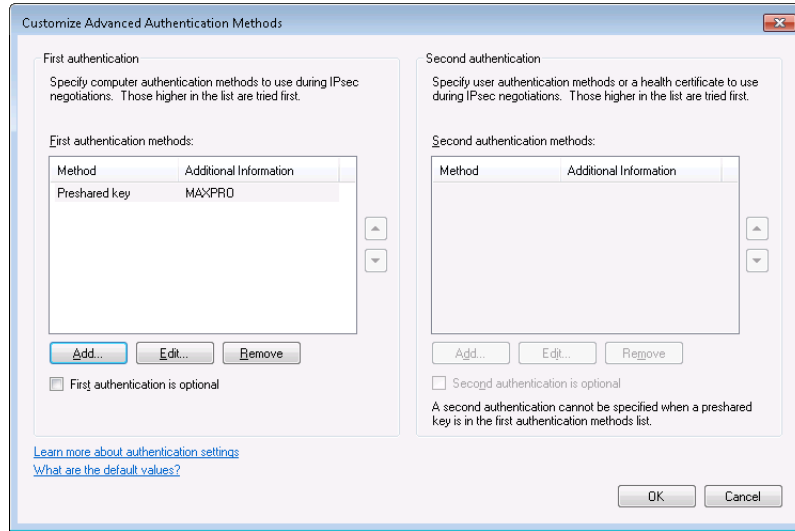 Customize Advanced Authentication Methods
First authentication
Specify computer authentication methods to use during IPsec
negotiations. Those higher in the list are tried first.
First authentication methods:
Method Additional Information
Preshared key MAXPRO
Add... Edit... Remove
First authentication is optional
Second authentication
Specify user authentication methods or a health certificate to use
during IPsec negotiations. Those higher in the list are tried first.
Second authentication methods:
Method Additional Information
Add... Edit... Remove
Second authentication is optional
A second authentication cannot be specified when a preshared
key is in the first authentication methods list.
Learn more about authentication settings
What are the default values?
OK Cancel